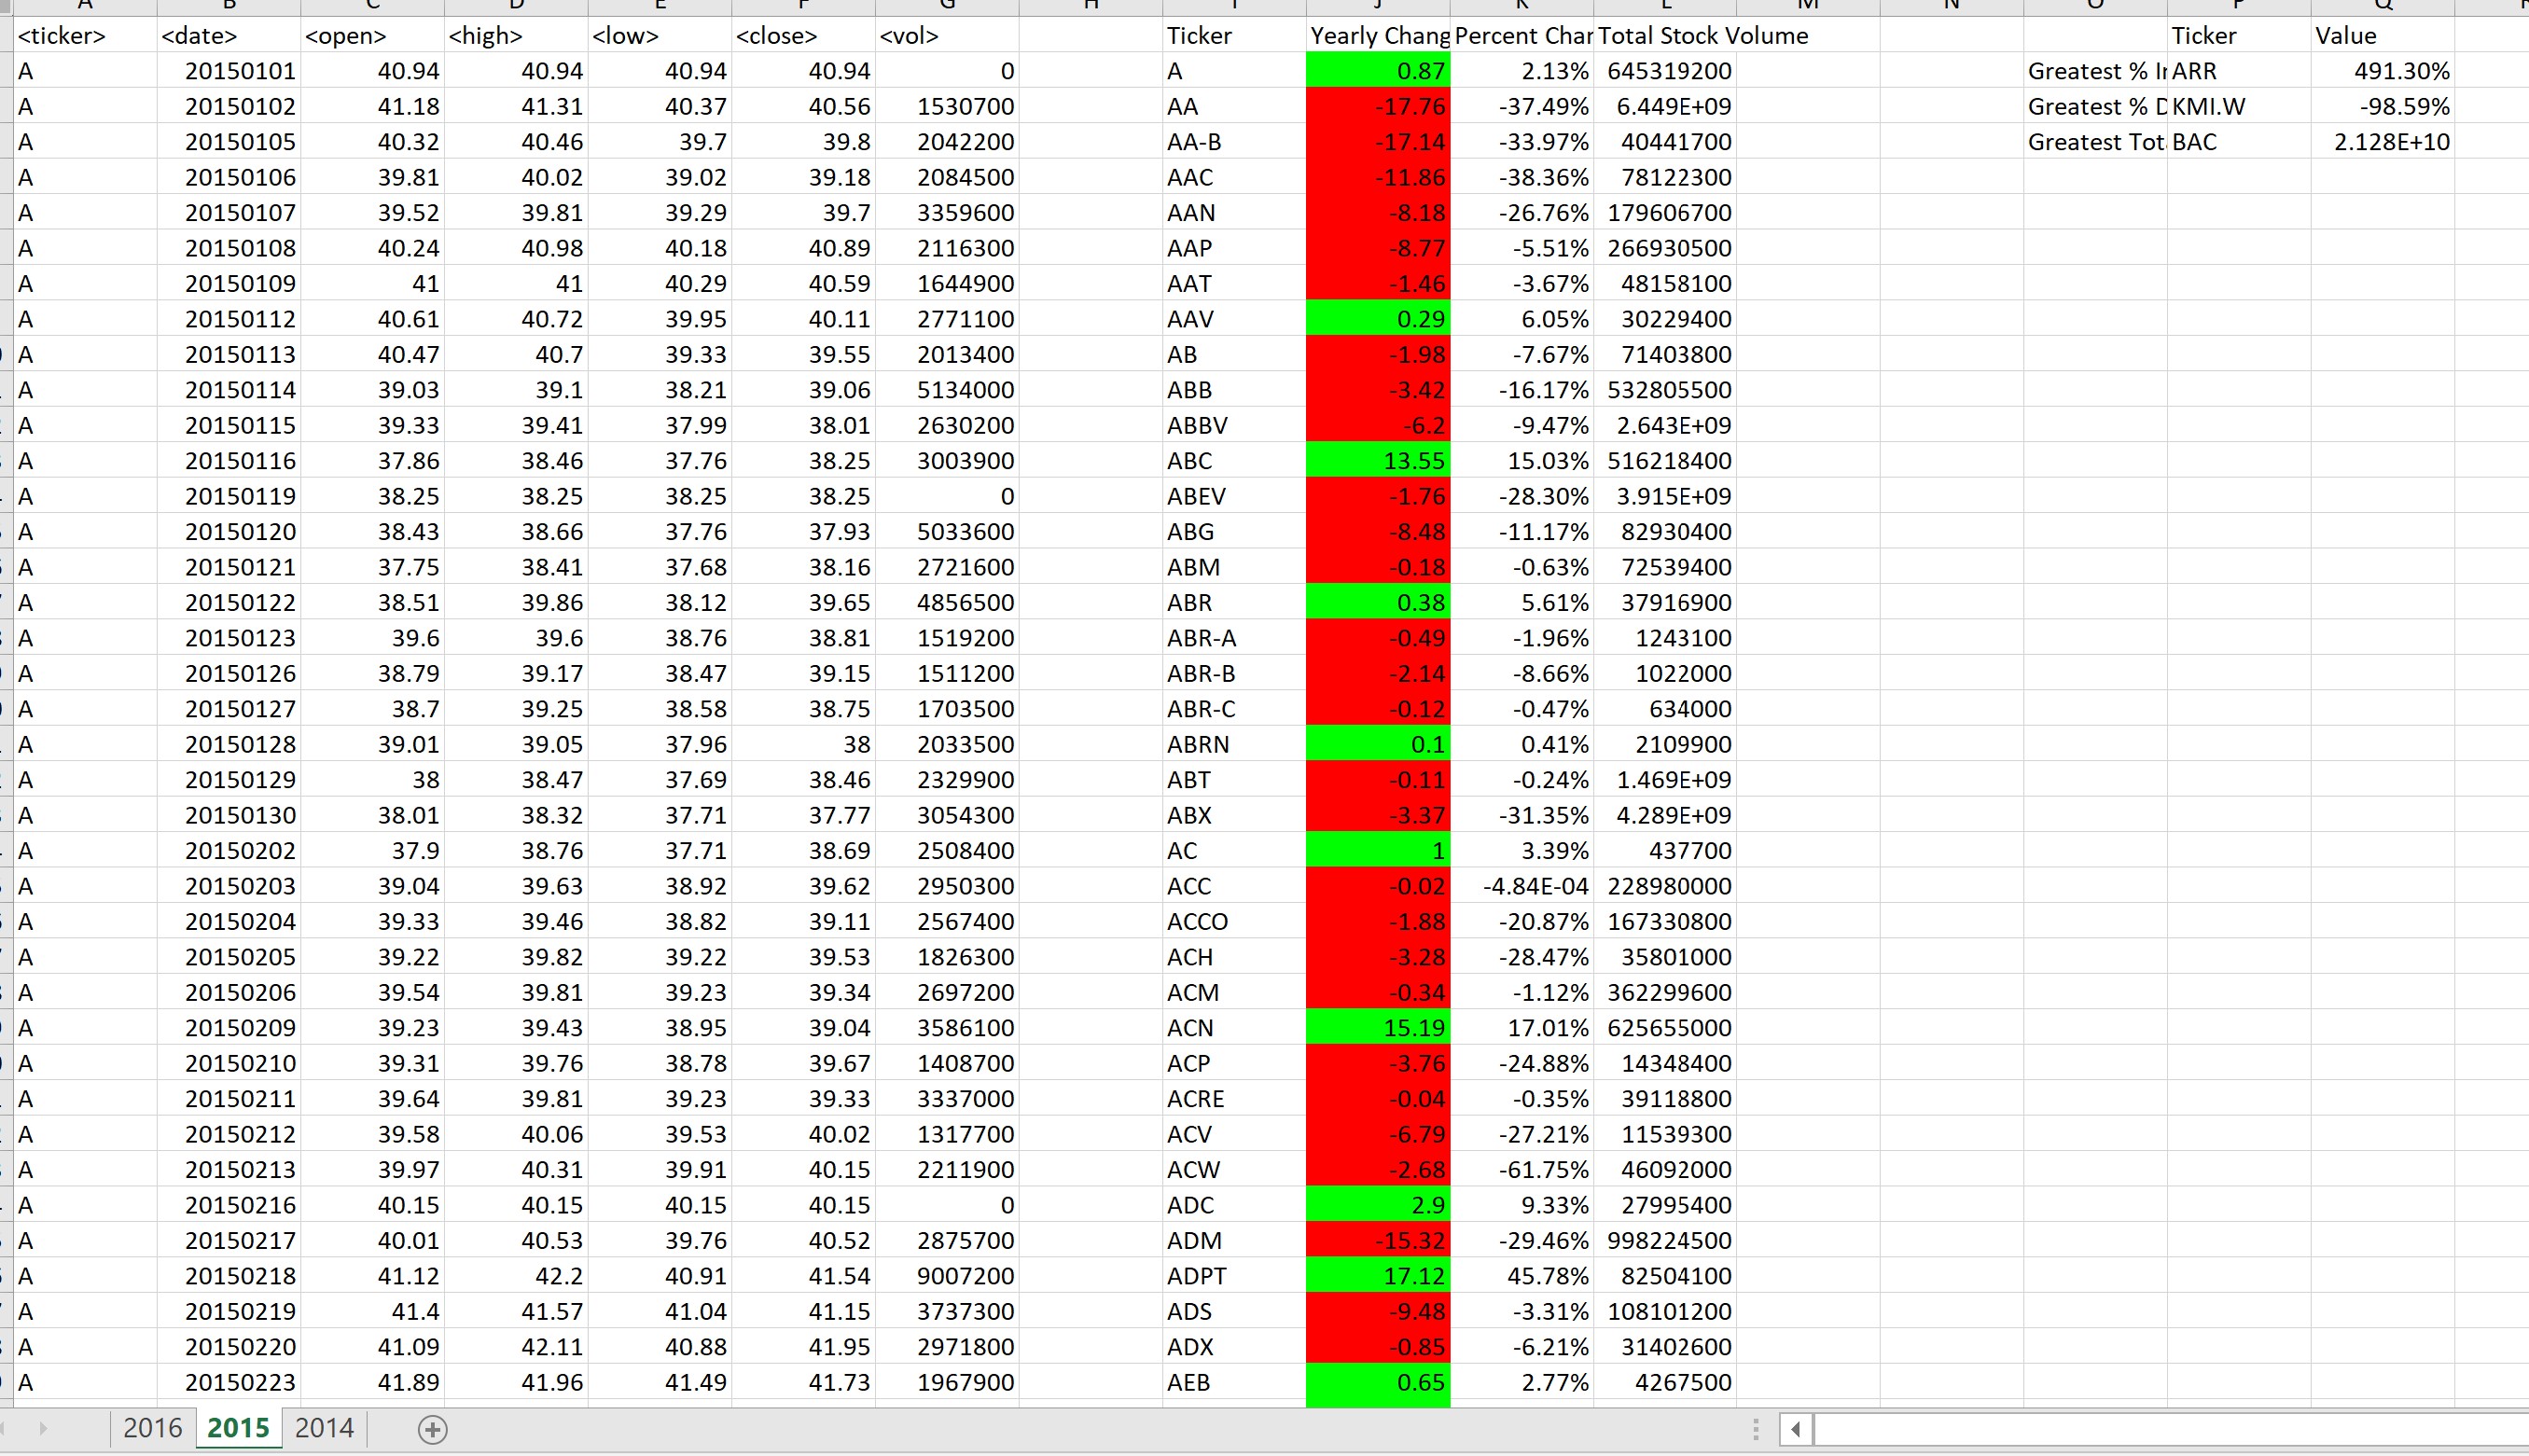 A B C D E F G H I J K L M N O P Q R
<ticker> <date> <open> <high> <low> <close> <vol> Ticker Yearly Chang Percent Char Total Stock Volume Ticker Value
A 20150101 40.94 40.94 40.94 40.94 0 A 0.87 2.13% 645319200 Greatest % Ir ARR 491.30%
A 20150102 41.18 41.31 40.37 40.56 1530700 AA -17.76 -37.49% 6.449E+09 Greatest % D KMI.W -98.59%
A 20150105 40.32 40.46 39.7 39.8 2042200 AA-B -17.14 -33.97% 40441700 Greatest Tot BAC 2.128E+10
A 20150106 39.81 40.02 39.02 39.18 2084500 AAC -11.86 -38.36% 78122300
A 20150107 39.52 39.81 39.29 39.7 3359600 AAN -8.18 -26.76% 179606700
A 20150108 40.24 40.98 40.18 40.89 2116300 AAP -8.77 -5.51% 266930500
A 20150109 41 41 40.29 40.59 1644900 AAT -1.46 -3.67% 48158100
A 20150112 40.61 40.72 39.95 40.11 2771100 AAV 0.29 6.05% 30229400
A 20150113 40.47 40.7 39.33 39.55 2013400 AB -1.98 -7.67% 71403800
A 20150114 39.03 39.1 38.21 39.06 5134000 ABB -3.42 -16.17% 532805500
A 20150115 39.33 39.41 37.99 38.01 2630200 ABBV -6.2 -9.47% 2.643E+09
A 20150116 37.86 38.46 37.76 38.25 3003900 ABC 13.55 15.03% 516218400
A 20150119 38.25 38.25 38.25 38.25 0 ABEV -1.76 -28.30% 3.915E+09
A 20150120 38.43 38.66 37.76 37.93 5033600 ABG -8.48 -11.17% 82930400
A 20150121 37.75 38.41 37.68 38.16 2721600 ABM -0.18 -0.63% 72539400
A 20150122 38.51 39.86 38.12 39.65 4856500 ABR 0.38 5.61% 37916900
A 20150123 39.6 39.6 38.76 38.81 1519200 ABR-A -0.49 -1.96% 1243100
A 20150126 38.79 39.17 38.47 39.15 1511200 ABR-B -2.14 -8.66% 1022000
A 20150127 38.7 39.25 38.58 38.75 1703500 ABR-C -0.12 -0.47% 634000
A 20150128 39.01 39.05 37.96 38 2033500 ABRN 0.1 0.41% 2109900
A 20150129 38 38.47 37.69 38.46 2329900 ABT -0.11 -0.24% 1.469E+09
A 20150130 38.01 38.32 37.71 37.77 3054300 ABX -3.37 -31.35% 4.289E+09
A 20150202 37.9 38.76 37.71 38.69 2508400 AC 1 3.39% 437700
A 20150203 39.04 39.63 38.92 39.62 2950300 ACC -0.02 -4.84E-04 228980000
A 20150204 39.33 39.46 38.82 39.11 2567400 ACCO -1.88 -20.87% 167330800
A 20150205 39.22 39.82 39.22 39.53 1826300 ACH -3.28 -28.47% 35801000
A 20150206 39.54 39.81 39.23 39.34 2697200 ACM -0.34 -1.12% 362299600
A 20150209 39.23 39.43 38.95 39.04 3586100 ACN 15.19 17.01% 625655000
A 20150210 39.31 39.76 38.78 39.67 1408700 ACP -3.76 -24.88% 14348400
A 20150211 39.64 39.81 39.23 39.33 3337000 ACRE -0.04 -0.35% 39118800
A 20150212 39.58 40.06 39.53 40.02 1317700 ACV -6.79 -27.21% 11539300
A 20150213 39.97 40.31 39.91 40.15 2211900 ACW -2.68 -61.75% 46092000
A 20150216 40.15 40.15 40.15 40.15 0 ADC 2.9 9.33% 27995400
A 20150217 40.01 40.53 39.76 40.52 2875700 ADM -15.32 -29.46% 998224500
A 20150218 41.12 42.2 40.91 41.54 9007200 ADPT 17.12 45.78% 82504100
A 20150219 41.4 41.57 41.04 41.15 3737300 ADS -9.48 -3.31% 108101200
A 20150220 41.09 42.11 40.88 41.95 2971800 ADX -0.85 -6.21% 31402600
A 20150223 41.89 41.96 41.49 41.73 1967900 AEB 0.65 2.77% 4267500
2016 2015 2014